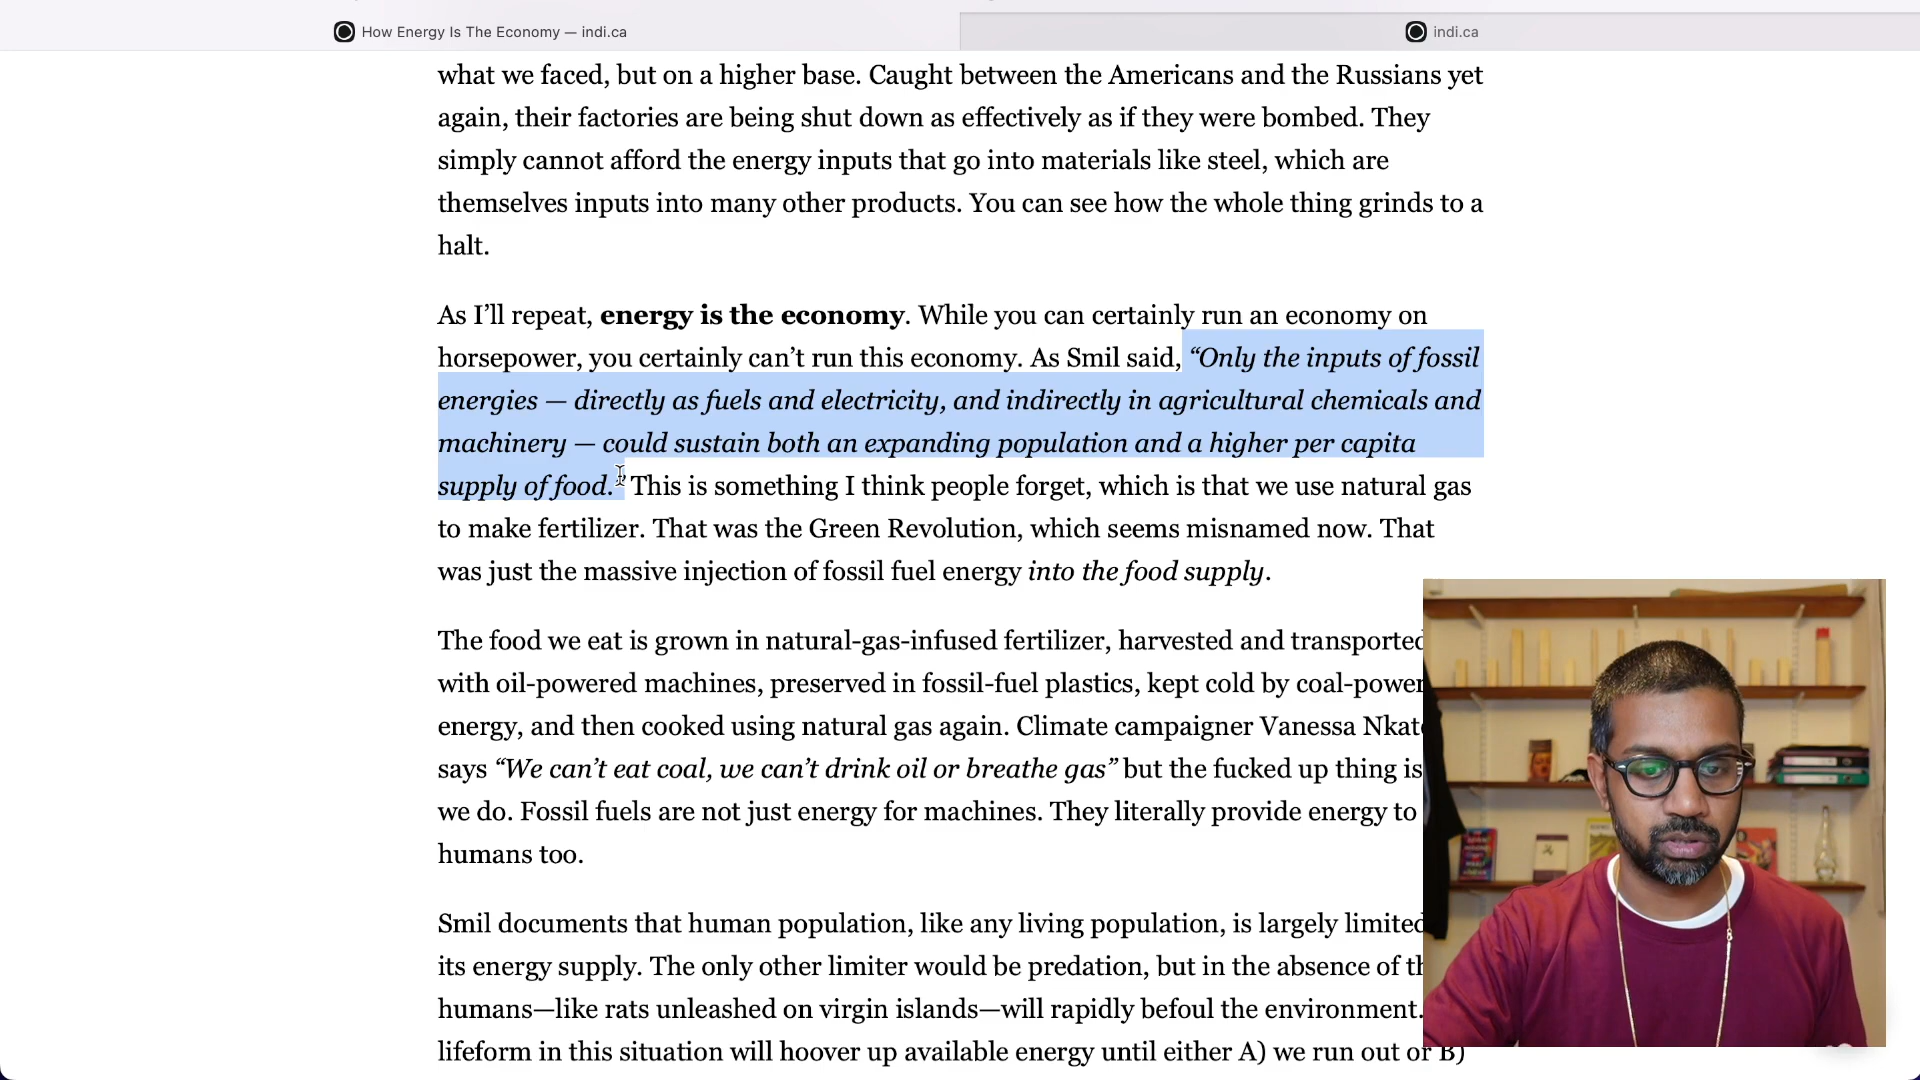 How Energy Is The Economy — indi.ca
indi.ca
what we faced, but on a higher base. Caught between the Americans and the Russians yet
again, their factories are being shut down as effectively as if they were bombed. They
simply cannot afford the energy inputs that go into materials like steel, which are
themselves inputs into many other products. You can see how the whole thing grinds to a
halt.
As I’ll repeat, energy is the economy. While you can certainly run an economy on
horsepower, you certainly can’t run this economy. As Smil said, “Only the inputs of fossil
energies — directly as fuels and electricity, and indirectly in agricultural chemicals and
machinery — could sustain both an expanding population and a higher per capita
supply of food.” This is something I think people forget, which is that we use natural gas
to make fertilizer. That was the Green Revolution, which seems misnamed now. That
was just the massive injection of fossil fuel energy into the food supply.
The food we eat is grown in natural-gas-infused fertilizer, harvested and transported
with oil-powered machines, preserved in fossil-fuel plastics, kept cold by
energy, and then cooked using natural gas again. Climate campaigner Vanessa
says “We can’t eat coal, we can’t drink oil or breathe gas” but the fucked up thing is
we do. Fossil fuels are not just energy for machines. They literally provide energy to
humans too.
Smil documents that human population, like any living population, is largely limited
its energy supply. The only other limiter would be predation, but in the absence of
humans—like rats unleashed on virgin islands—will rapidly befoul the environment.
lifeform in this situation will hoover up available energy until either A) we run out or B)